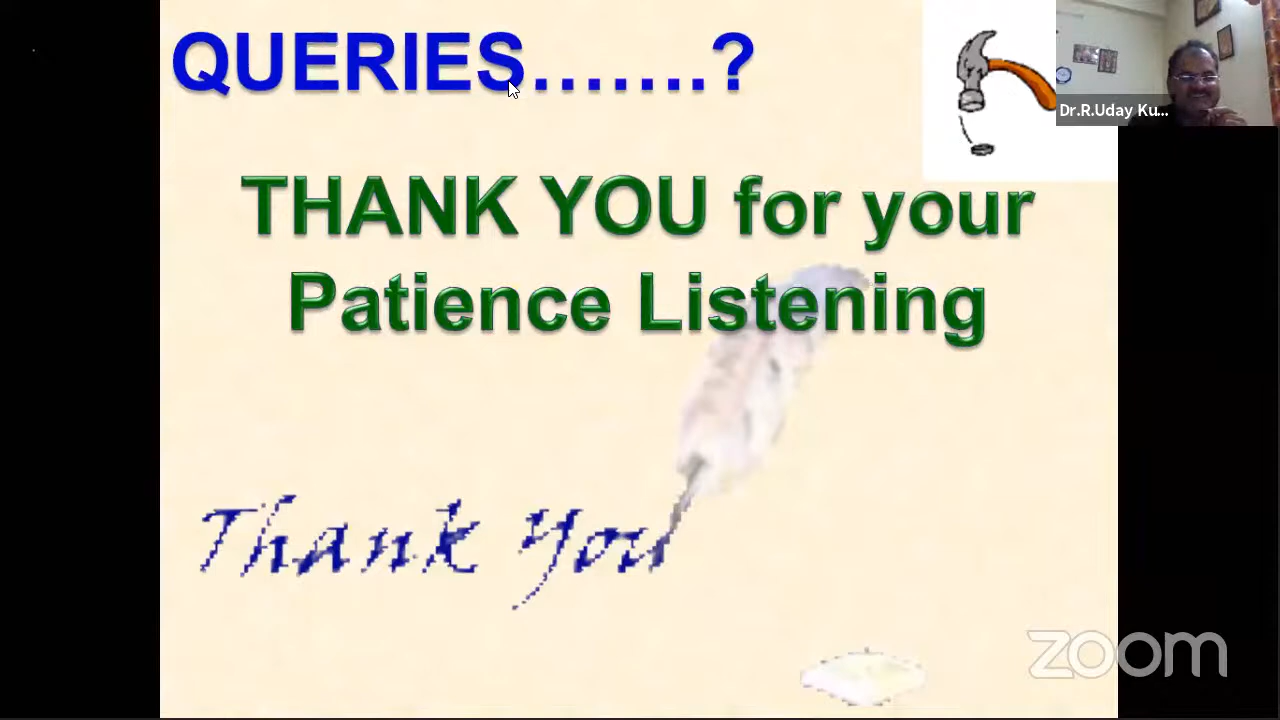 QUERIES.......?
Dr.R.Uday Ku...
THANK YOU for your
Patience Listening
Thank You
zoom